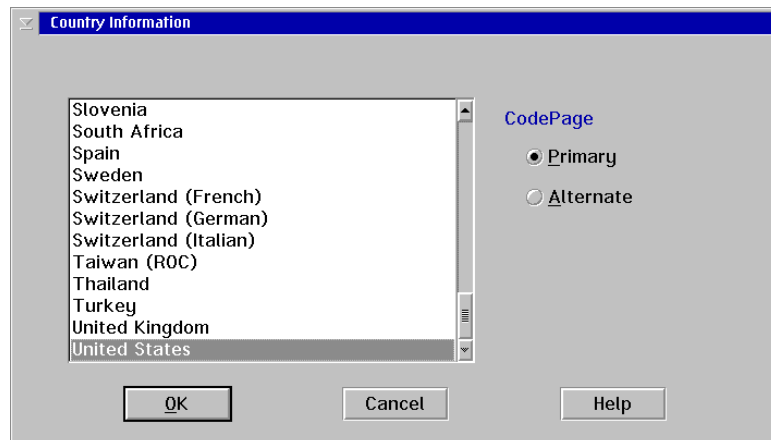 Country Information
Slovenia
South Africa
Spain
Sweden
Switzerland (French)
Switzerland (German)
Switzerland (Italian)
Taiwan (ROC)
Thailand
Turkey
United Kingdom
United States
CodePage
Primary
Alternate
OK
Cancel
Help